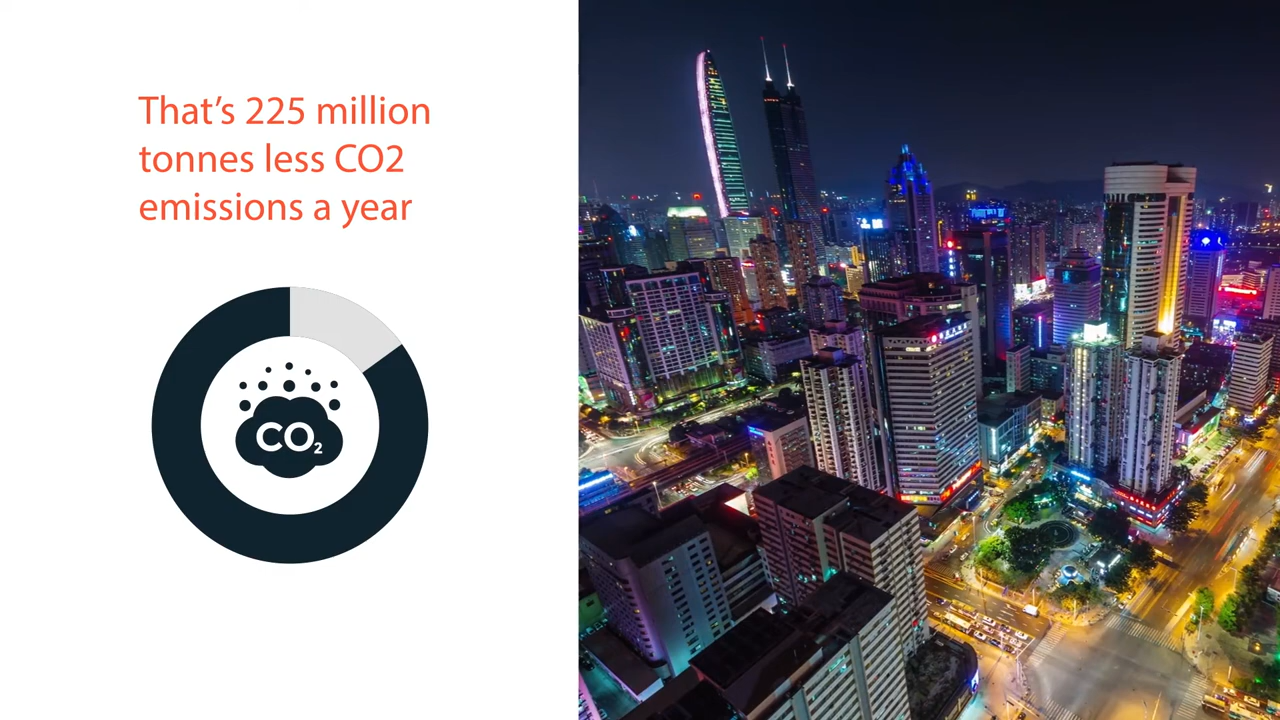 That’s 225 million
tonnes less CO2
emissions a year
CO₂